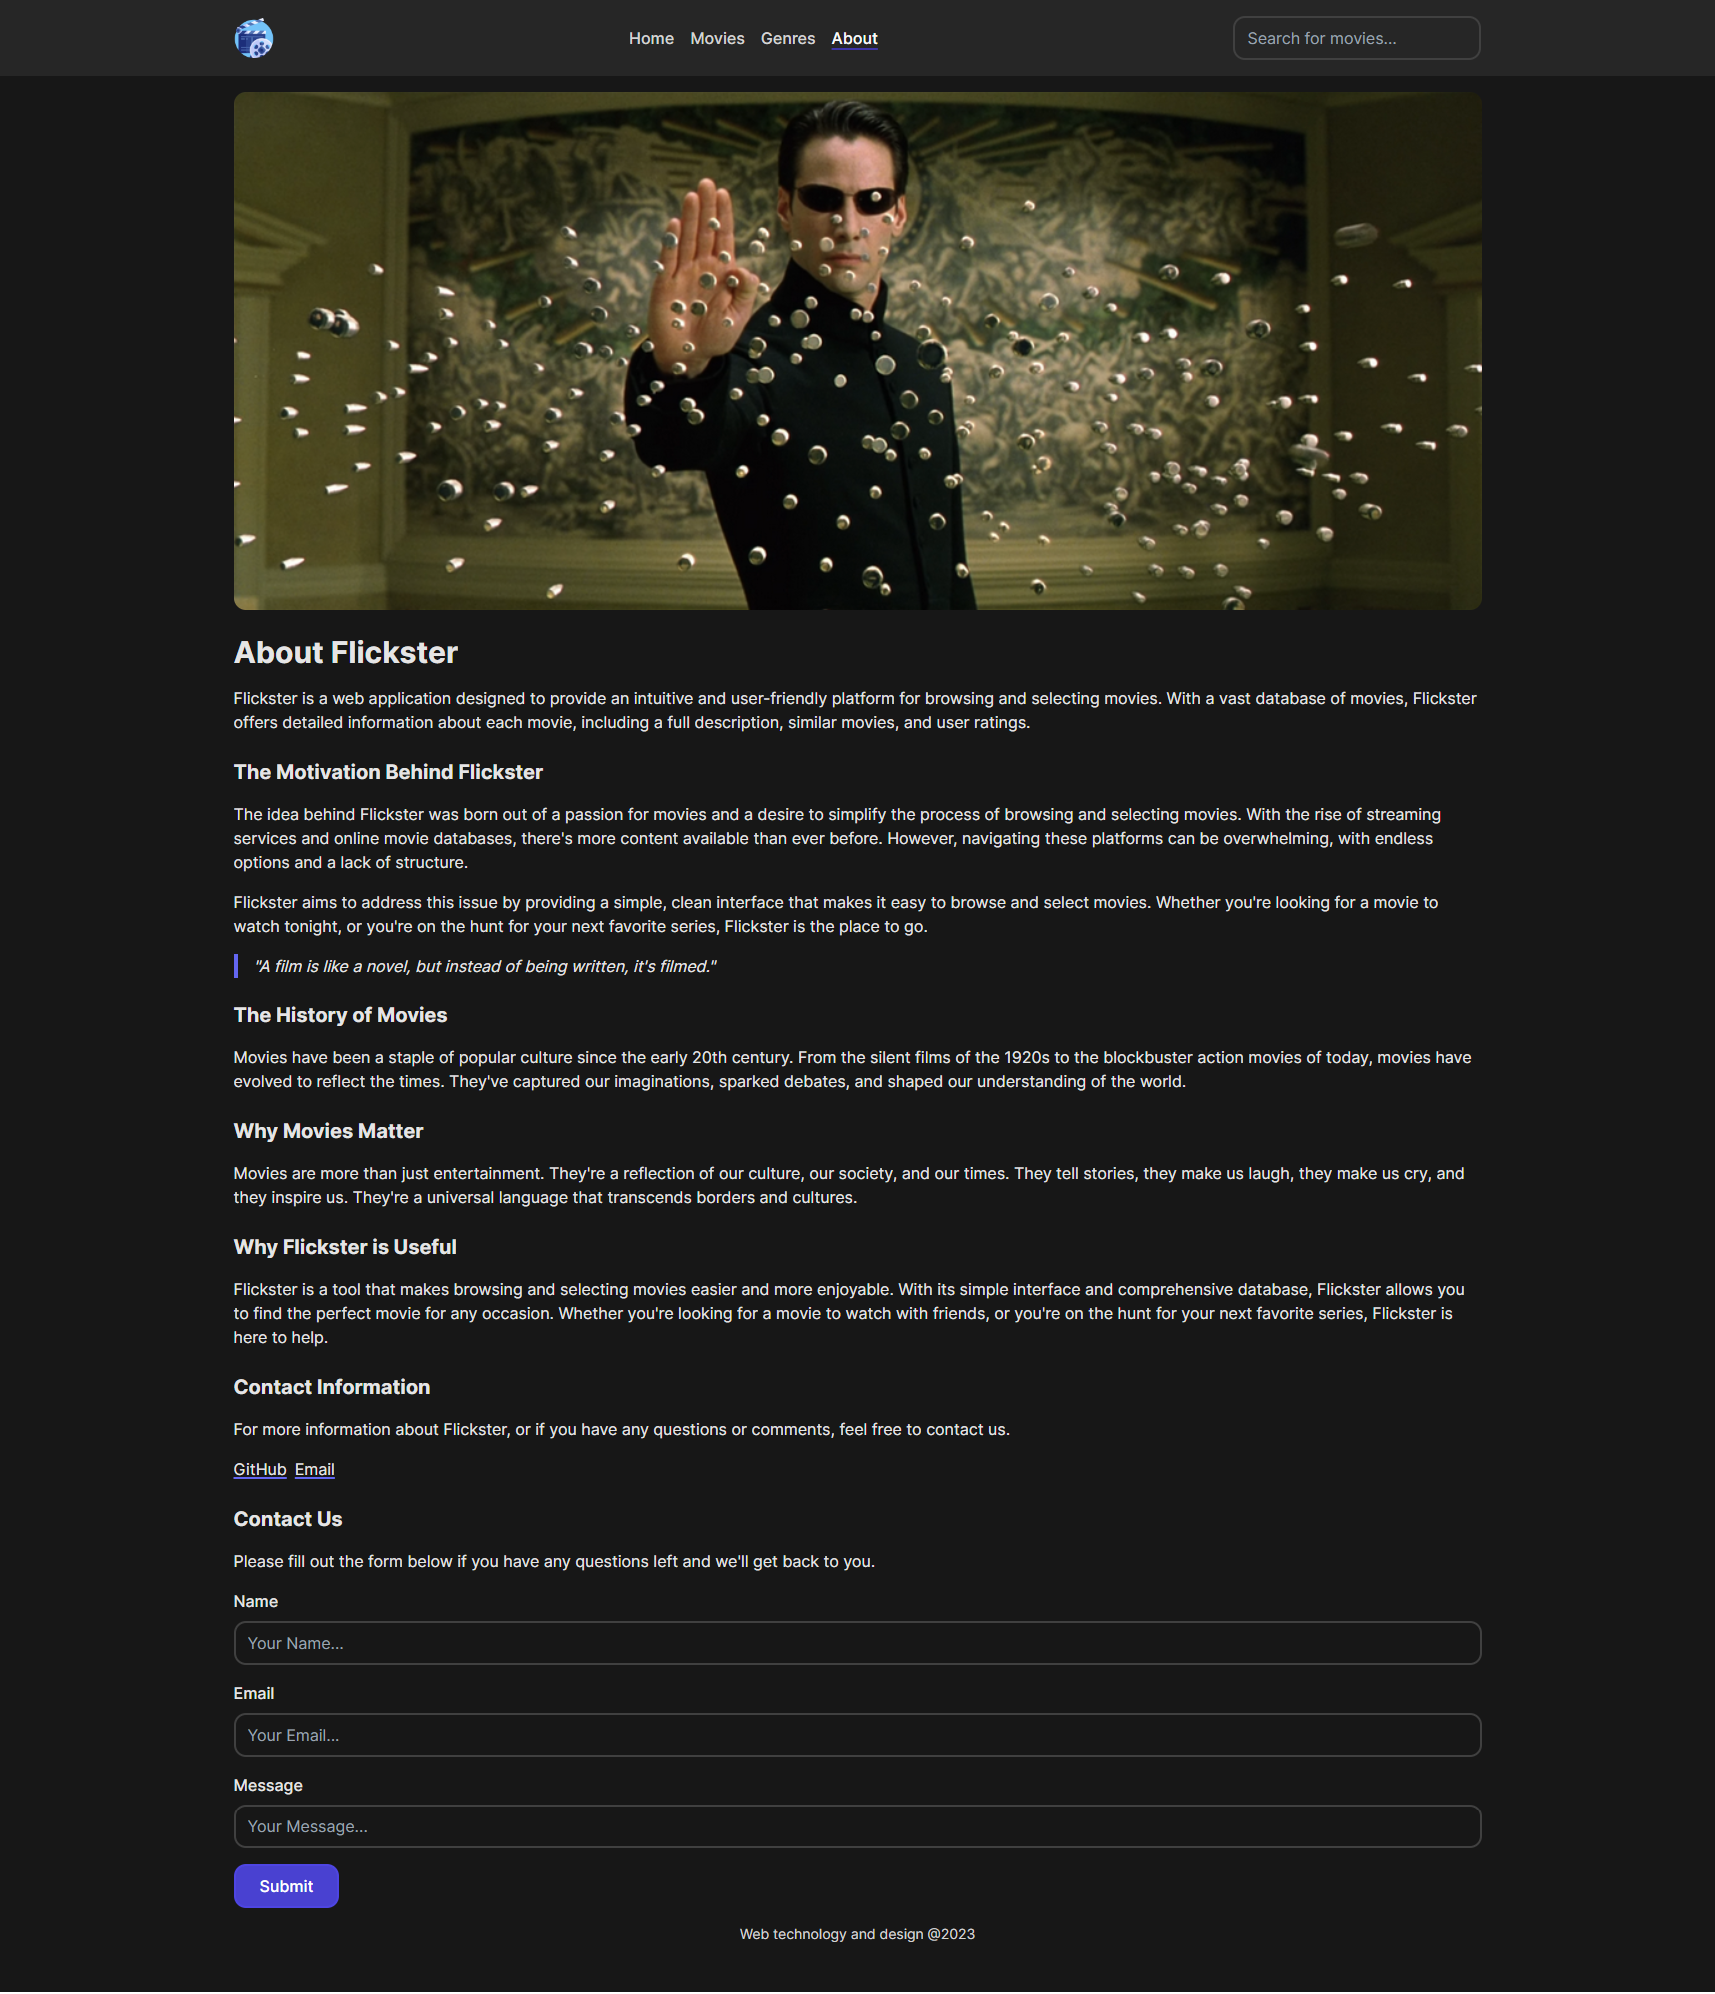 Home Movies Genres About
Search for movies...
About Flickster
Flickster is a web application designed to provide an intuitive and user-friendly platform for browsing and selecting movies. With a vast database of movies, Flickster
offers detailed information about each movie, including a full description, similar movies, and user ratings.
The Motivation Behind Flickster
The idea behind Flickster was born out of a passion for movies and a desire to simplify the process of browsing and selecting movies. With the rise of streaming
services and online movie databases, there's more content available than ever before. However, navigating these platforms can be overwhelming, with endless
options and a lack of structure.
Flickster aims to address this issue by providing a simple, clean interface that makes it easy to browse and select movies. Whether you're looking for a movie to
watch tonight, or you're on the hunt for your next favorite series, Flickster is the place to go.
"A film is like a novel, but instead of being written, it's filmed."
The History of Movies
Movies have been a staple of popular culture since the early 20th century. From the silent films of the 1920s to the blockbuster action movies of today, movies have
evolved to reflect the times. They've captured our imaginations, sparked debates, and shaped our understanding of the world.
Why Movies Matter
Movies are more than just entertainment. They're a reflection of our culture, our society, and our times. They tell stories, they make us laugh, they make us cry, and
they inspire us. They're a universal language that transcends borders and cultures.
Why Flickster is Useful
Flickster is a tool that makes browsing and selecting movies easier and more enjoyable. With its simple interface and comprehensive database, Flickster allows you
to find the perfect movie for any occasion. Whether you're looking for a movie to watch with friends, or you're on the hunt for your next favorite series, Flickster is
here to help.
Contact Information
For more information about Flickster, or if you have any questions or comments, feel free to contact us.
GitHub Email
Contact Us
Please fill out the form below if you have any questions left and we'll get back to you.
Name
Your Name...
Email
Your Email...
Message
Your Message...
Submit
Web technology and design @2023